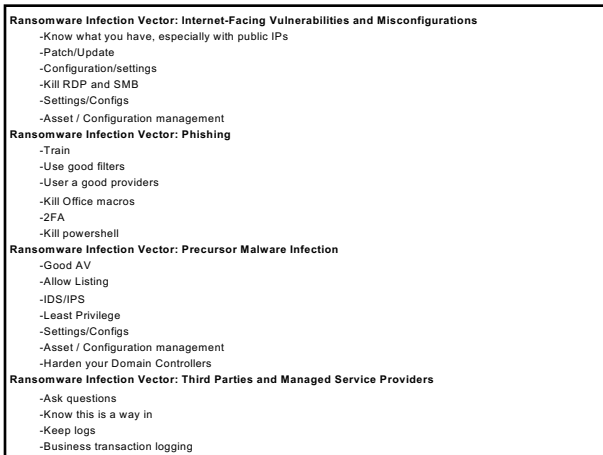 Ransomware Infection Vector: Internet-Facing Vulnerabilities and Misconfigurations
-Know what you have, especially with public IPs
-Patch/Update
-Configuration/settings
-Kill RDP and SMB
-Settings/Configs
-Asset / Configuration management
Ransomware Infection Vector: Phishing
-Train
-Use good filters
-User a good providers
-Kill Office macros
-2FA
-Kill powershell
Ransomware Infection Vector: Precursor Malware Infection
-Good AV
-Allow Listing
-IDS/IPS
-Least Privilege
-Settings/Configs
-Asset / Configuration management
-Harden your Domain Controllers
Ransomware Infection Vector: Third Parties and Managed Service Providers
-Ask questions
-Know this is a way in
-Keep logs
-Business transaction logging